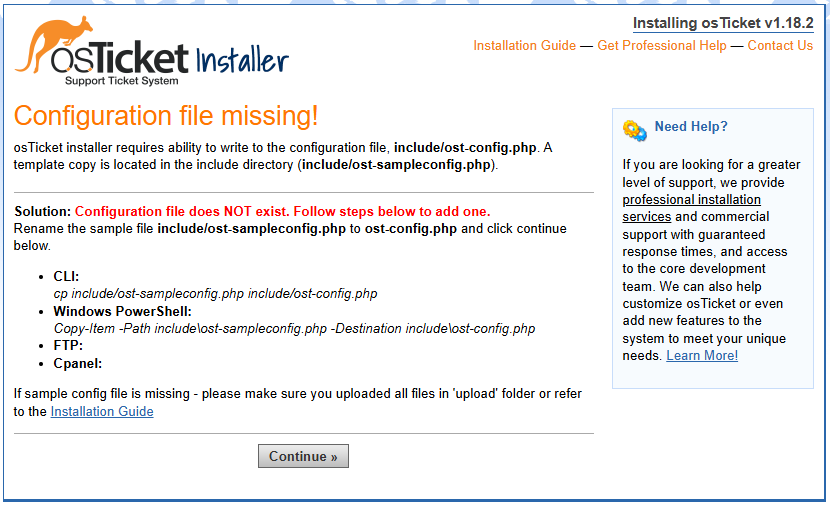 Installing osTicket v1.18.2
Installation Guide — Get Professional Help — Contact Us
osTicket Installer
Support Ticket System
Configuration file missing!
osTicket installer requires ability to write to the configuration file, include/ost-config.php. A
template copy is located in the include directory (include/ost-sampleconfig.php).
Solution: Configuration file does NOT exist. Follow steps below to add one.
Rename the sample file include/ost-sampleconfig.php to ost-config.php and click continue
below.
• CLI:
cp include/ost-sampleconfig.php include/ost-config.php
• Windows PowerShell:
Copy-Item -Path include\ost-sampleconfig.php -Destination include\ost-config.php
• FTP:
• Cpanel:
If sample config file is missing - please make sure you uploaded all files in 'upload' folder or refer
to the Installation Guide
Continue »
Need Help?
If you are looking for a greater
level of support, we provide
professional installation
services and commercial
support with guaranteed
response times, and access
to the core development
team. We can also help
customize osTicket or even
add new features to the
system to meet your unique
needs. Learn More!